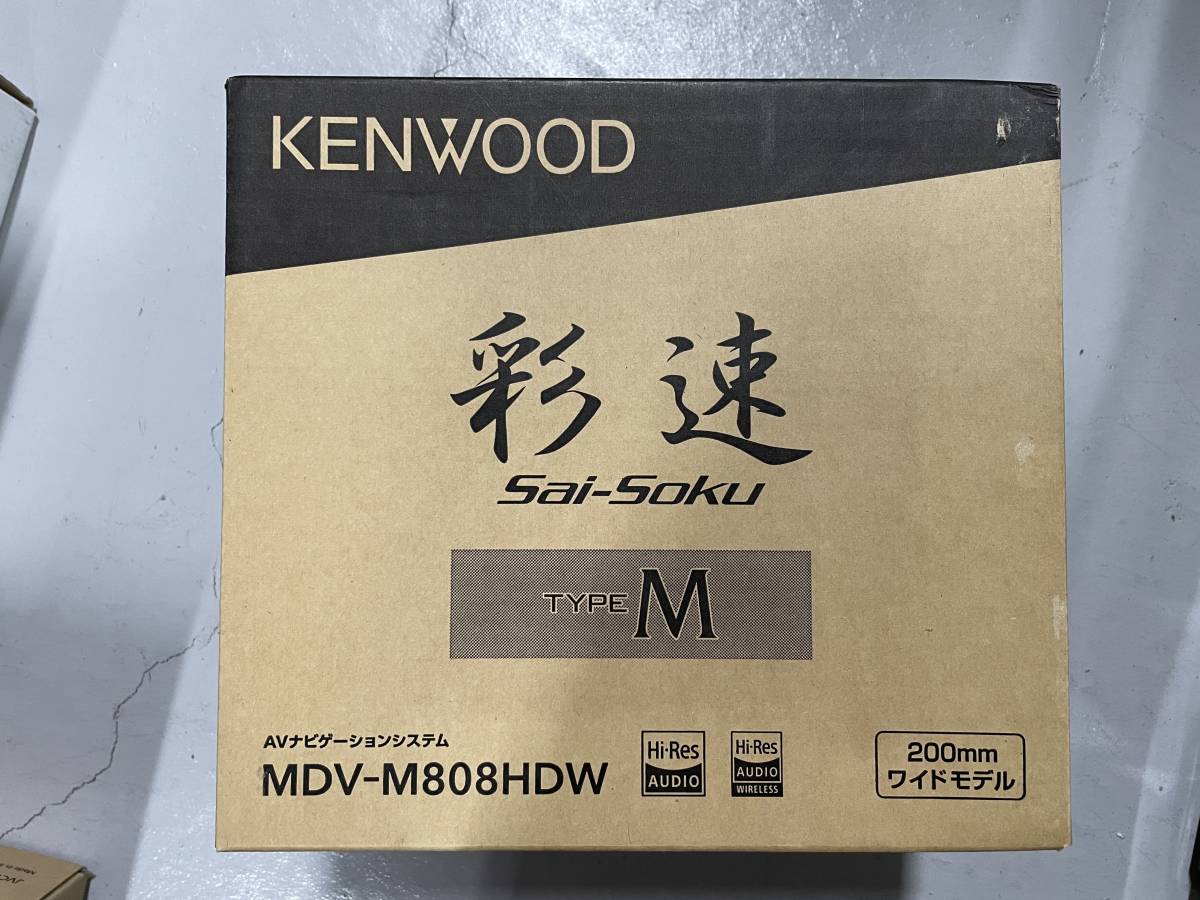 KENWOOD
彩速
Sai-Soku
TYPE M
AVナビゲーションシステム
MDV-M808HDW
Hi-Res
AUDIO
Hi-Res
AUDIO
WIRELESS
200mm
ワイドモデル